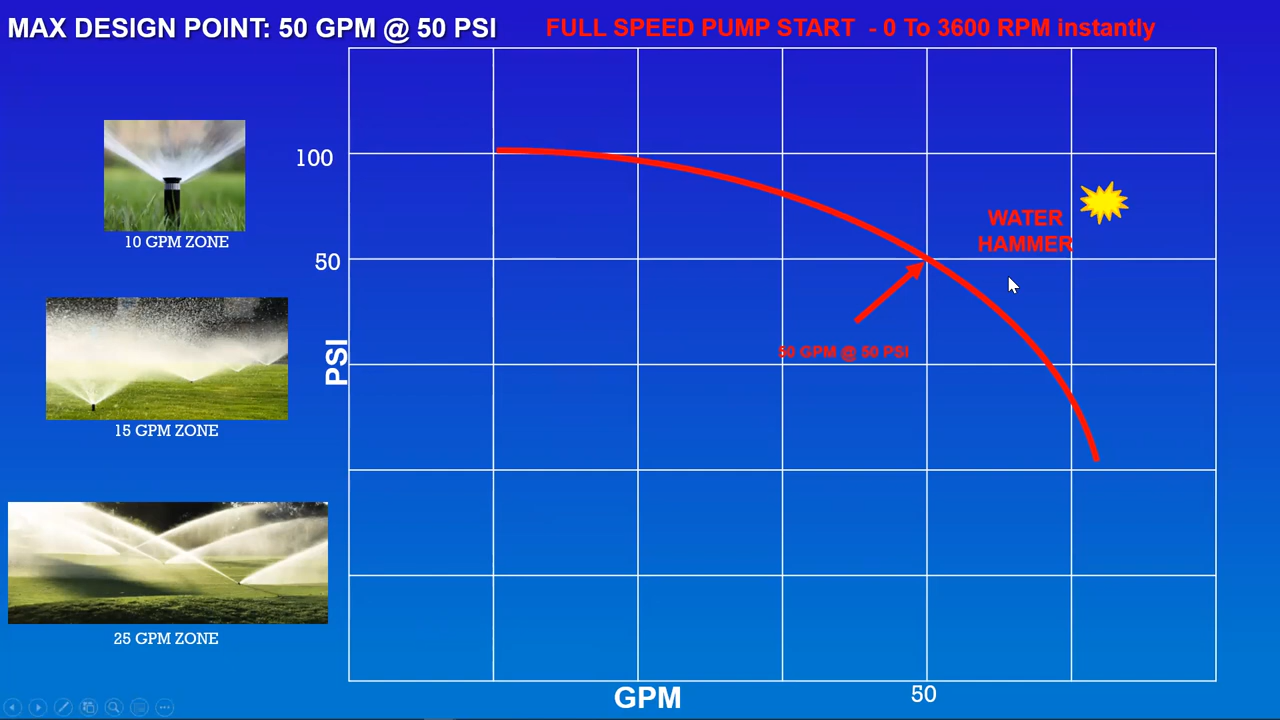 MAX DESIGN POINT: 50 GPM @ 50 PSI
FULL SPEED PUMP START - 0 To 3600 RPM instantly
100
10 GPM ZONE
WATER
HAMMER
50
PSI
50 GPM @ 50 PSI
15 GPM ZONE
25 GPM ZONE
GPM
50